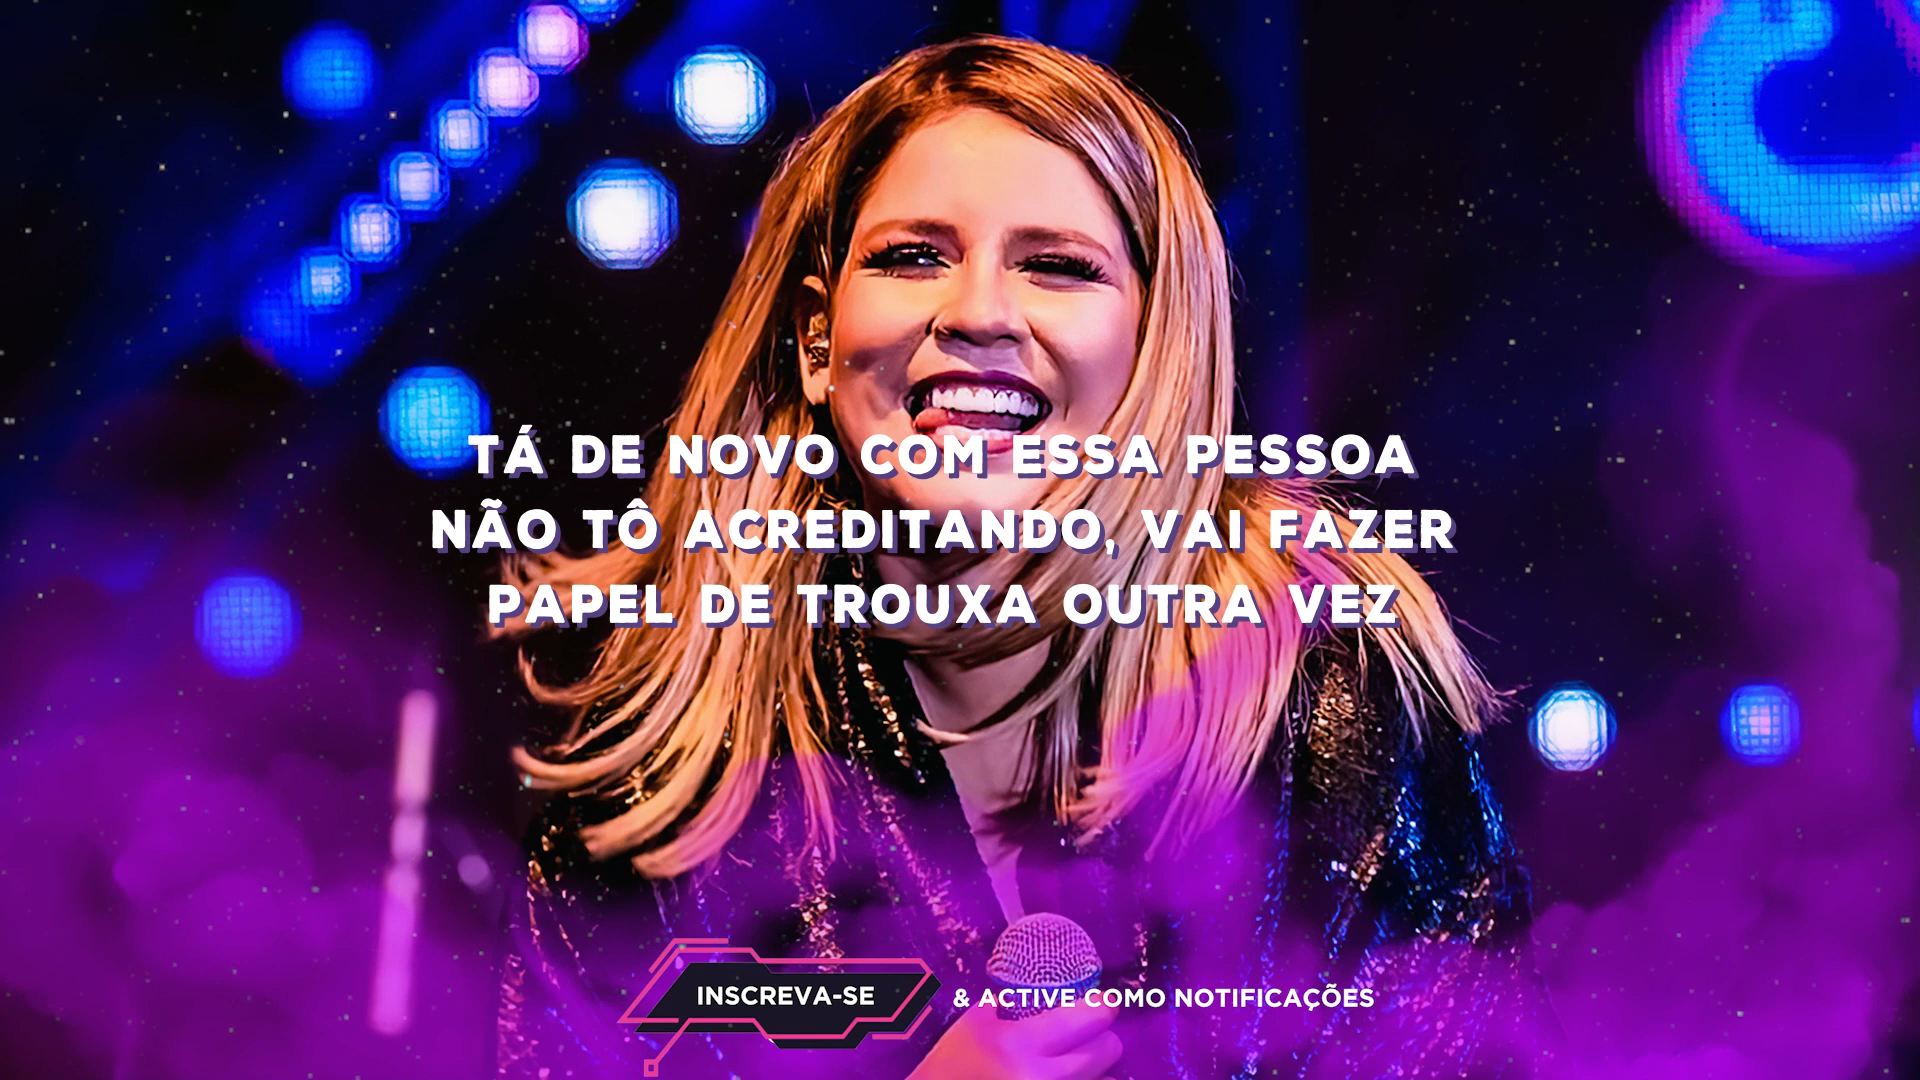 TÁ DE NOVO COM ESSA PESSOA
NÃO TÔ ACREDITANDO, VAI FAZER
PAPEL DE TROUXA OUTRA VEZ
INSCREVA-SE
& ACTIVE COMO NOTIFICAÇÕES